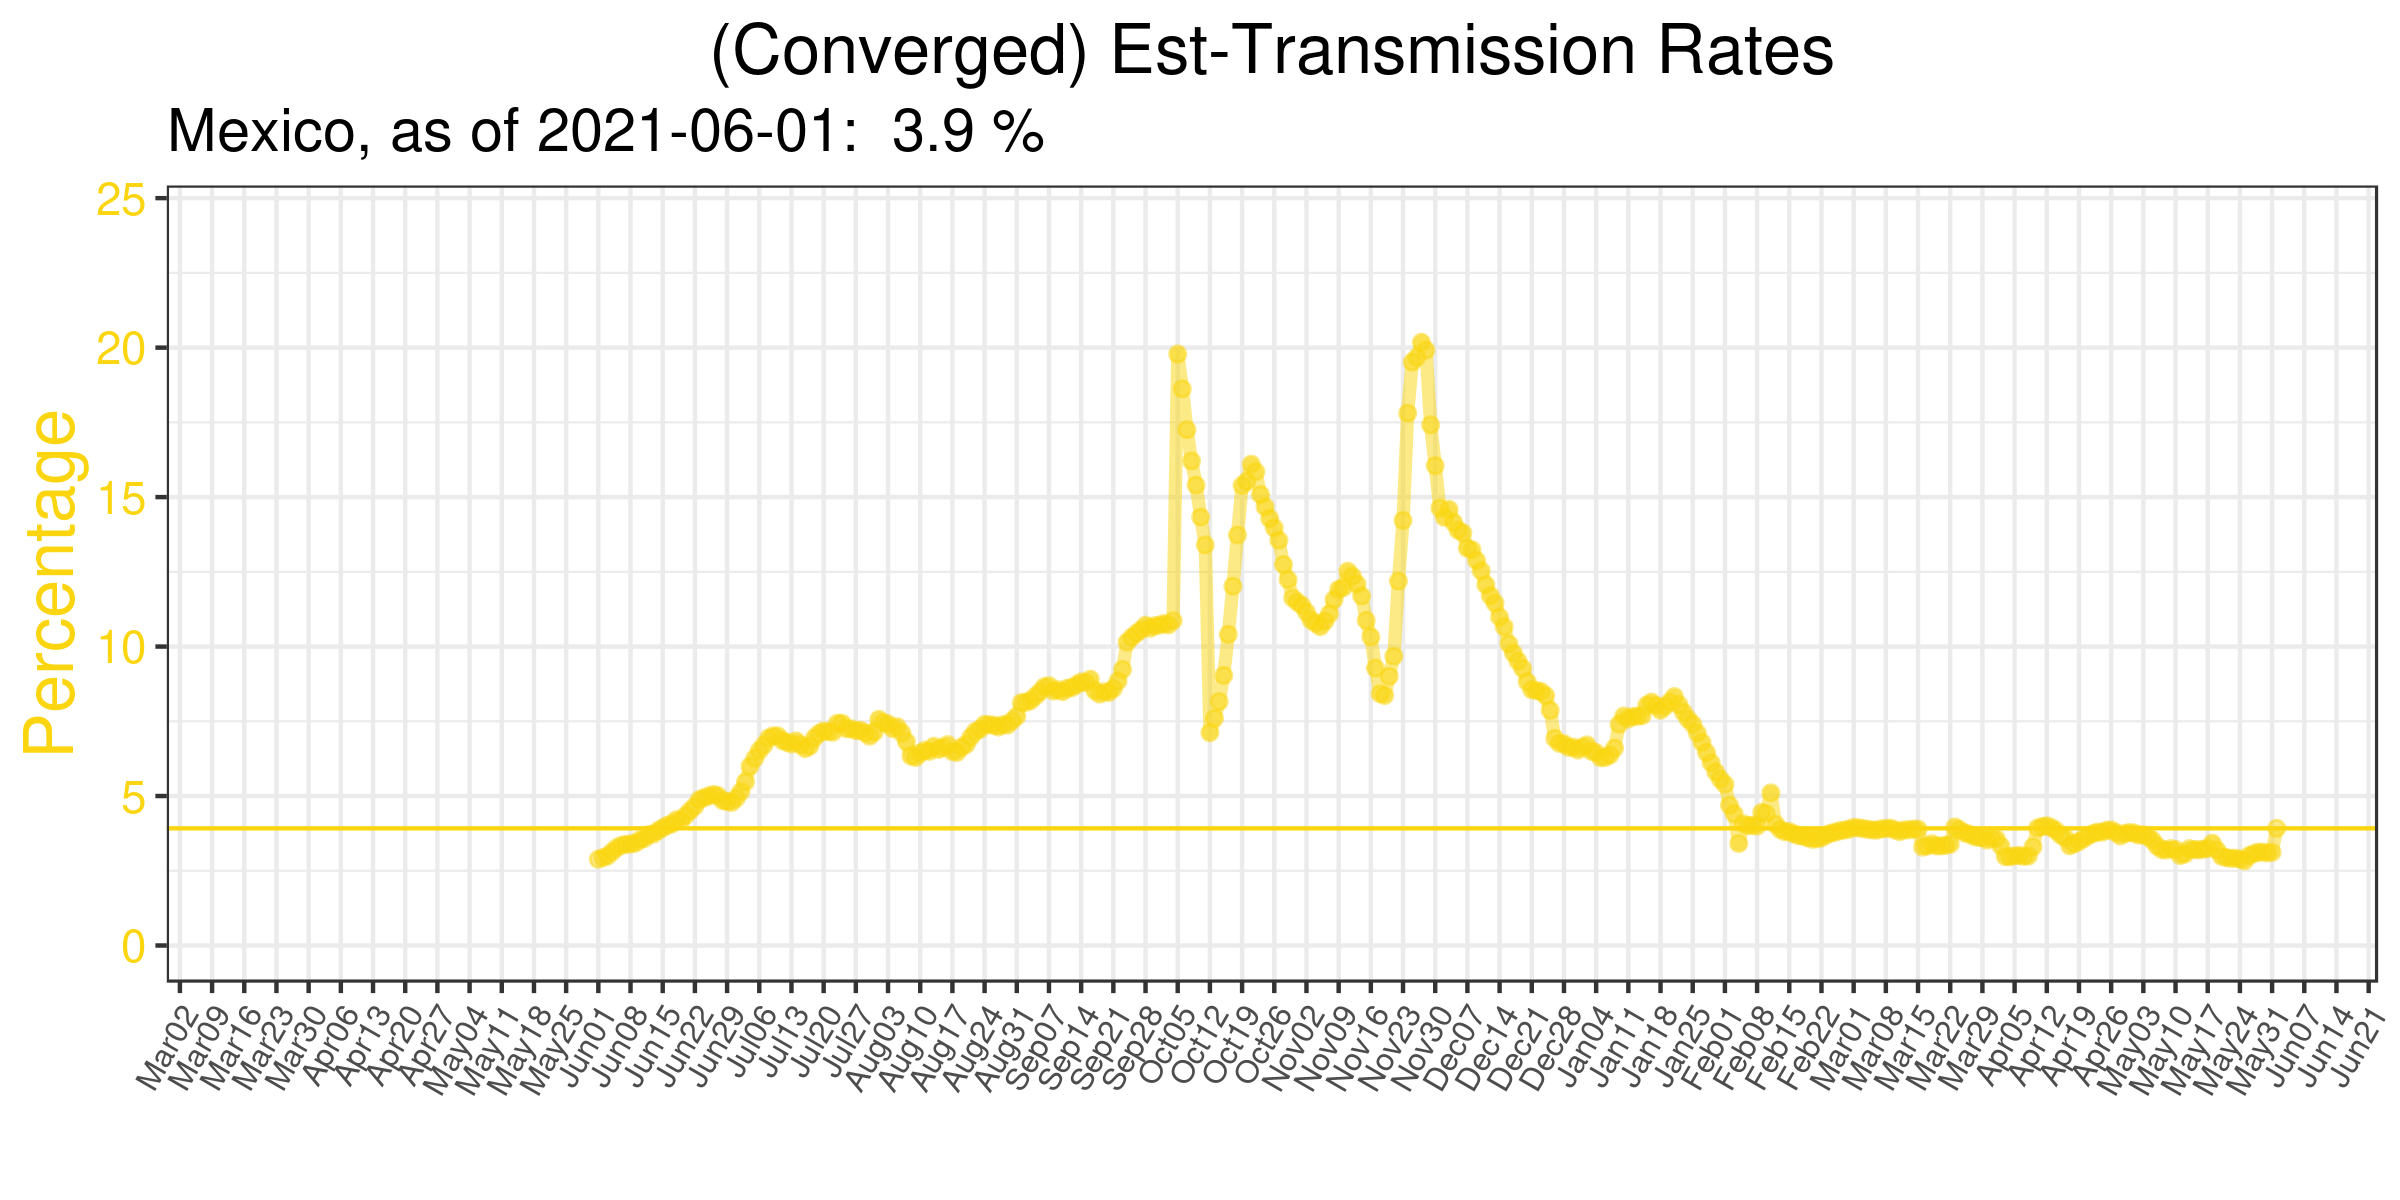 (Converged) Est-Transmission Rates
Mexico, as of 2021-06-01:  3.9 %
Percentage
25
20
15
10
5
0
Mar02
Mar09
Mar16
Mar23
Mar30
Apr06
Apr13
Apr20
Apr27
May04
May11
May18
May25
Jun01
Jun08
Jun15
Jun22
Jun29
Jul06
Jul13
Jul20
Jul27
Aug03
Aug10
Aug17
Aug24
Aug31
Sep07
Sep14
Sep21
Sep28
Oct05
Oct12
Oct19
Oct26
Nov02
Nov09
Nov16
Nov23
Nov30
Dec07
Dec14
Dec21
Dec28
Jan04
Jan11
Jan18
Jan25
Feb01
Feb08
Feb15
Feb22
Mar01
Mar08
Mar15
Mar22
Mar29
Apr05
Apr12
Apr19
Apr26
May03
May10
May17
May24
May31
Jun07
Jun14
Jun21